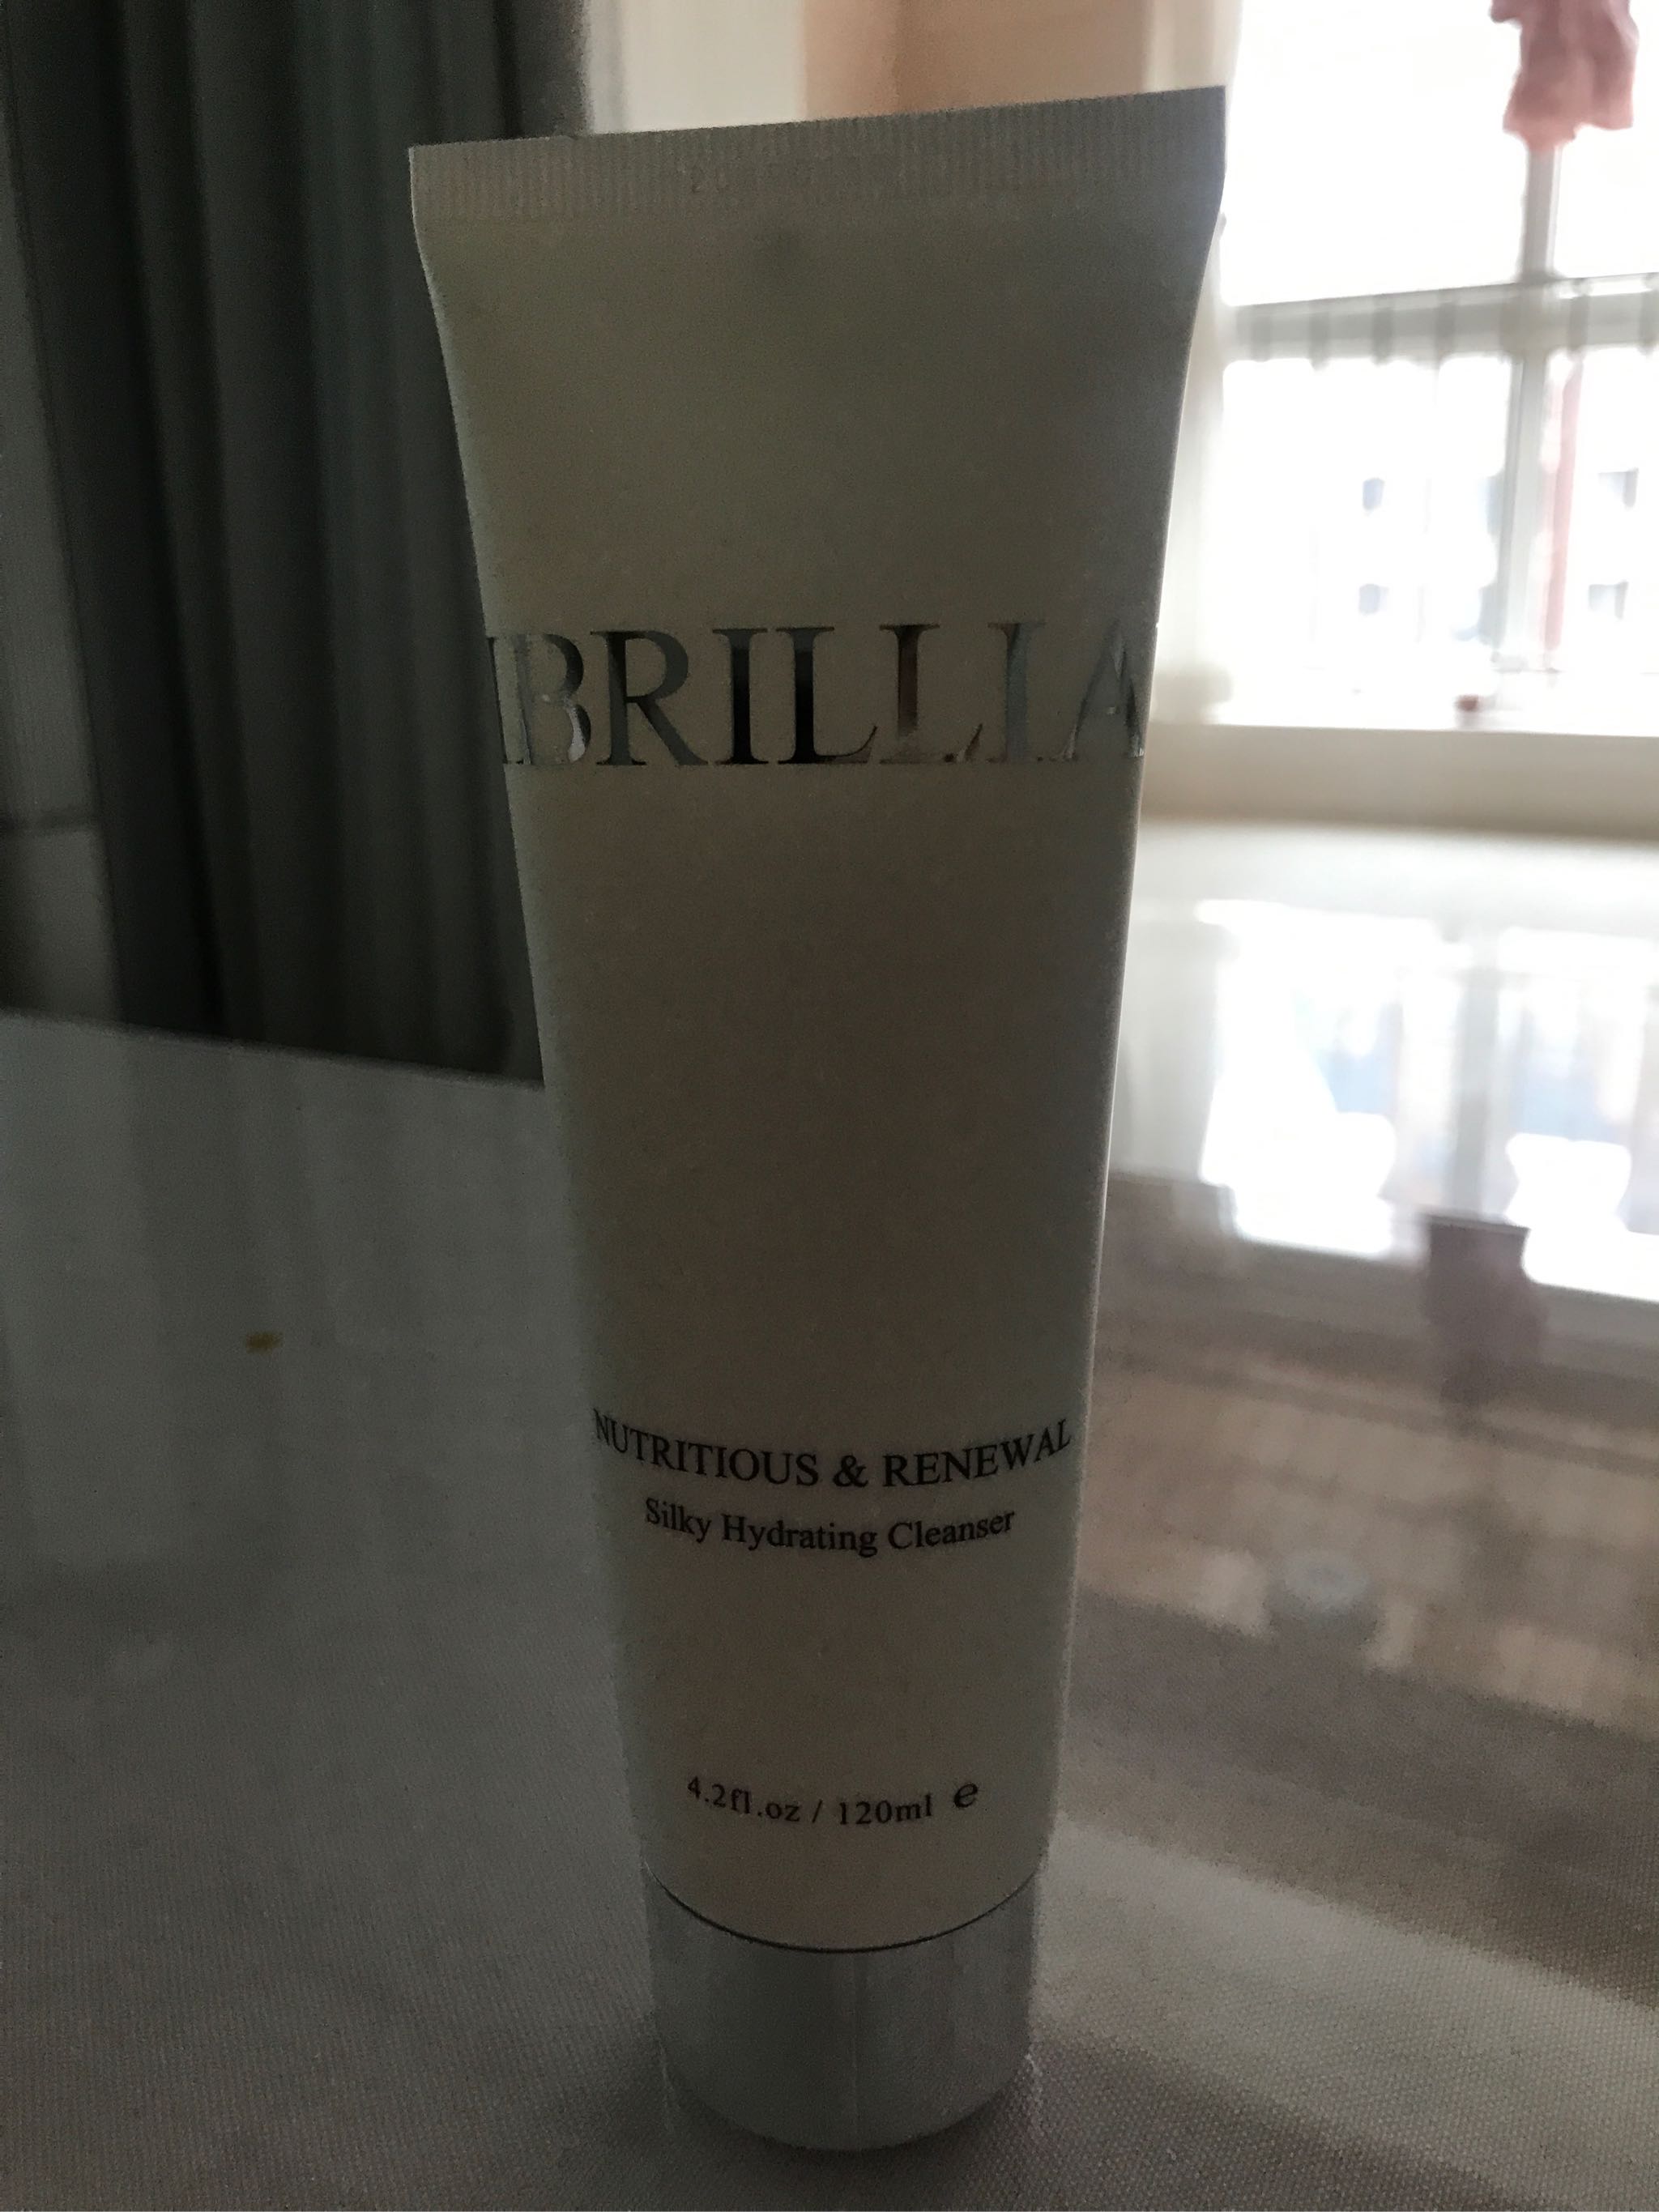 BRILLIA
NUTRITIOUS & RENEWAL
Silky Hydrating Cleanser
4.2fl.oz / 120ml e